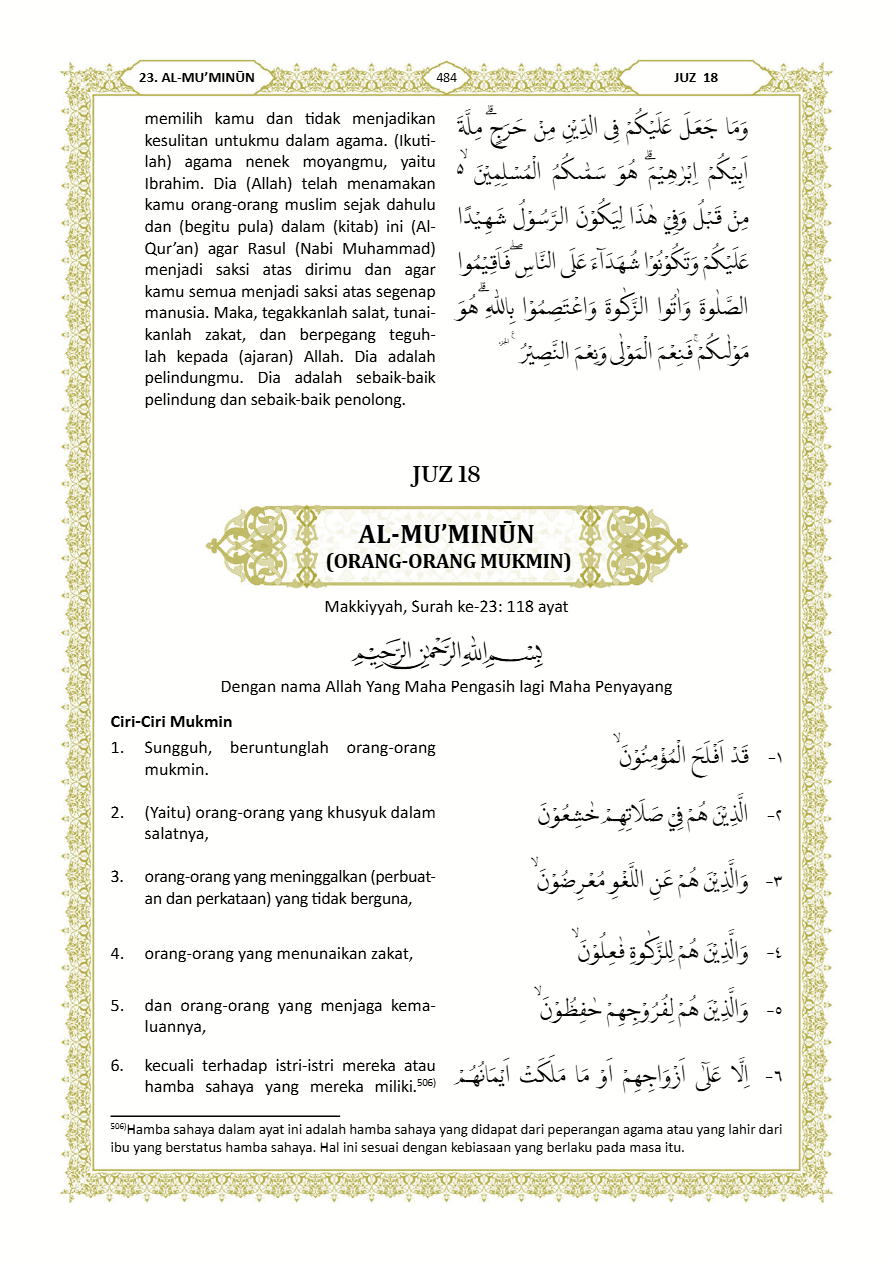 23. AL-MU’MINŪN
484
JUZ 18
memilih kamu dan tidak menjadikan
kesulitan untukmu dalam agama. (Ikuti-
lah) agama nenek moyangmu, yaitu
Ibrahim. Dia (Allah) telah menamakan
kamu orang-orang muslim sejak dahulu
dan (begitu pula) dalam (kitab) ini (Al-
Qur’an) agar Rasul (Nabi Muhammad)
menjadi saksi atas dirimu dan agar
kamu semua menjadi saksi atas segenap
manusia. Maka, tegakkanlah salat, tunai-
kanlah zakat, dan berpegang teguh-
lah kepada (ajaran) Allah. Dia adalah
pelindungmu. Dia adalah sebaik-baik
pelindung dan sebaik-baik penolong.
وَمَا جَعَلَ عَلَيْكُمْ فِى الدِّيْنِ مِنْ حَرَجٍۗ مِلَّةَ
اَبِيْكُمْ اِبْرٰهِيْمَۗ هُوَ سَمّٰىكُمُ الْمُسْلِمِيْنَ ەۙ
مِنْ قَبْلُ وَفِيْ هٰذَا لِيَكُوْنَ الرَّسُوْلُ شَهِيْدًا
عَلَيْكُمْ وَتَكُوْنُوْا شُهَدَاۤءَ عَلَى النَّاسِۖ فَاَقِيْمُوا
الصَّلٰوةَ وَاٰتُوا الزَّكٰوةَ وَاعْتَصِمُوْا بِاللّٰهِۗ هُوَ
مَوْلٰىكُمْۚ فَنِعْمَ الْمَوْلٰى وَنِعْمَ النَّصِيْرُ ۔
JUZ 18
AL-MU’MINŪN
(ORANG-ORANG MUKMIN)
Makkiyyah, Surah ke-23: 118 ayat
بِسْمِ اللّٰهِ الرَّحْمٰنِ الرَّحِيْمِ
Dengan nama Allah Yang Maha Pengasih lagi Maha Penyayang
Ciri-Ciri Mukmin
1. Sungguh, beruntunglah orang-orang
mukmin.
١- قَدْ اَفْلَحَ الْمُؤْمِنُوْنَۙ
2. (Yaitu) orang-orang yang khusyuk dalam
salatnya,
٢- الَّذِيْنَ هُمْ فِيْ صَلَاتِهِمْ خٰشِعُوْنَ
3. orang-orang yang meninggalkan (perbuat-
an dan perkataan) yang tidak berguna,
٣- وَالَّذِيْنَ هُمْ عَنِ اللَّغْوِ مُعْرِضُوْنَۙ
4. orang-orang yang menunaikan zakat,
٤- وَالَّذِيْنَ هُمْ لِلزَّكٰوةِ فٰعِلُوْنَۙ
5. dan orang-orang yang menjaga kema-
luannya,
٥- وَالَّذِيْنَ هُمْ لِفُرُوْجِهِمْ حٰفِظُوْنَۙ
6. kecuali terhadap istri-istri mereka atau
hamba sahaya yang mereka miliki.506)
٦- اِلَّا عَلٰٓى اَزْوَاجِهِمْ اَوْ مَا مَلَكَتْ اَيْمَانُهُمْ
506)Hamba sahaya dalam ayat ini adalah hamba sahaya yang didapat dari peperangan agama atau yang lahir dari
ibu yang berstatus hamba sahaya. Hal ini sesuai dengan kebiasaan yang berlaku pada masa itu.